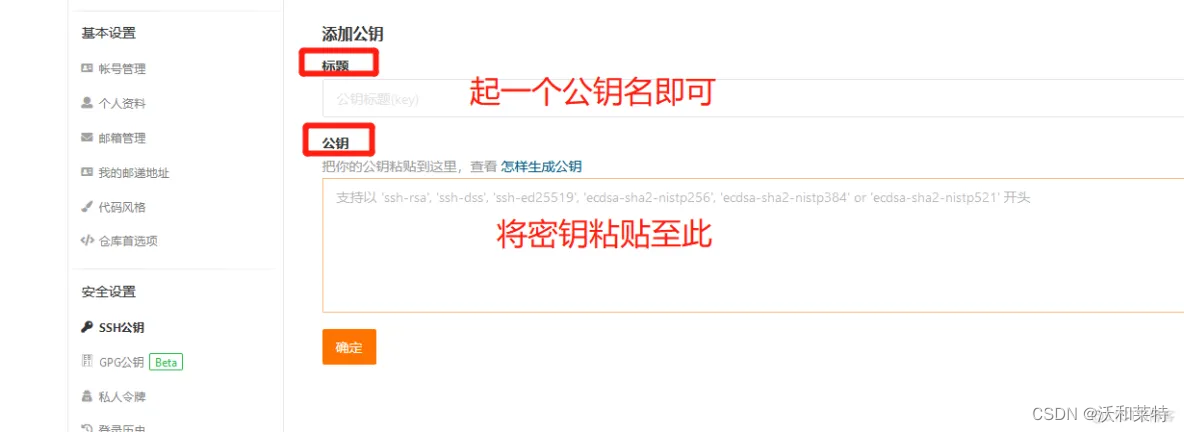 基本设置
帐号管理
个人资料
邮箱管理
我的邮递地址
代码风格
仓库首选项
安全设置
SSH公钥
GPG公钥 Beta
私人令牌
登录历史
添加公钥
标题
公钥标题(key)
起一个公钥名即可
公钥
把你的公钥粘贴到这里，查看 怎样生成公钥
支持以 'ssh-rsa', 'ssh-dss', 'ssh-ed25519', 'ecdsa-sha2-nistp256', 'ecdsa-sha2-nistp384' or 'ecdsa-sha2-nistp521' 开头
将密钥粘贴至此
确定
CSDN @沃和莱特